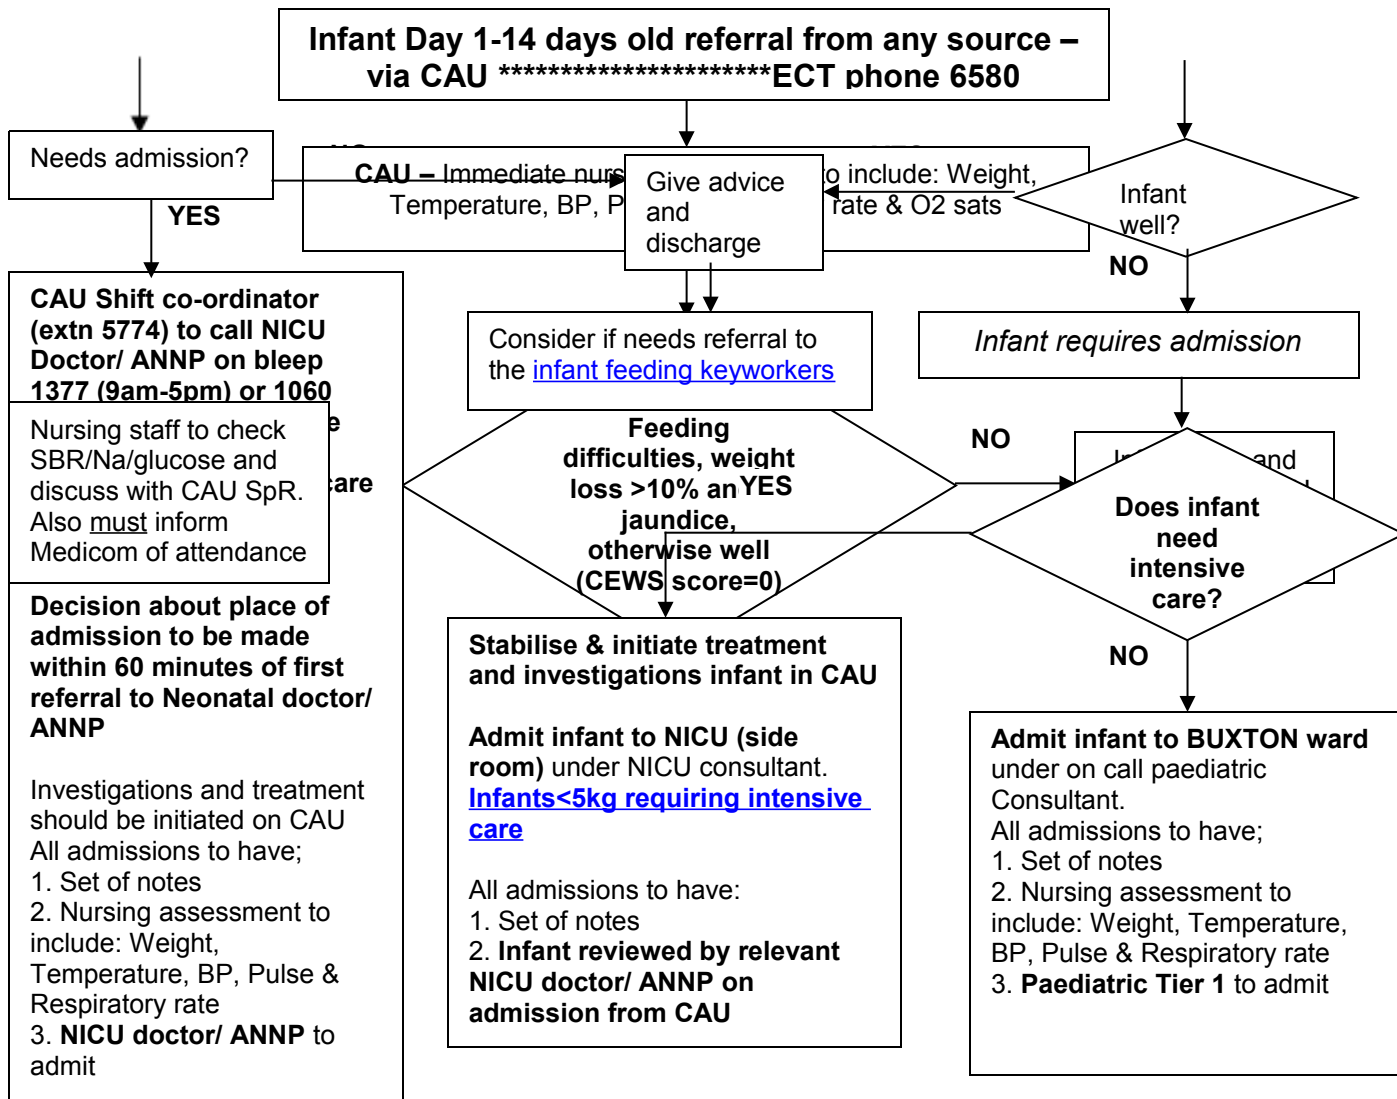 Infant Day 1-14 days old referral from any source –
via CAU **********************ECT phone 6580
Needs admission?
YES
CAU – Immediate nurs to include: Weight,
Temperature, BP, P rate & O2 sats
Give advice
and
discharge
Infant
well?
NO
CAU Shift co-ordinator
(extn 5774) to call NICU
Doctor/ ANNP on bleep
1377 (9am-5pm) or 1060
care
Nursing staff to check
SBR/Na/glucose and
discuss with CAU SpR.
Also must inform
Medicom of attendance
Decision about place of
admission to be made
within 60 minutes of first
referral to Neonatal doctor/
ANNP
Investigations and treatment
should be initiated on CAU
All admissions to have;
1. Set of notes
2. Nursing assessment to
include: Weight,
Temperature, BP, Pulse &
Respiratory rate
3. NICU doctor/ ANNP to
admit
Consider if needs referral to
the infant feeding keyworkers
Feeding
difficulties, weight
loss >10% an
YES
jaundice,
otherwise well
(CEWS score=0)
NO
Infant requires admission
and
Does infant
need
intensive
care?
NO
Stabilise & initiate treatment
and investigations infant in CAU
Admit infant to NICU (side
room) under NICU consultant.
Infants<5kg requiring intensive
care
All admissions to have:
1. Set of notes
2. Infant reviewed by relevant
NICU doctor/ ANNP on
admission from CAU
Admit infant to BUXTON ward
under on call paediatric
Consultant.
All admissions to have;
1. Set of notes
2. Nursing assessment to
include: Weight, Temperature,
BP, Pulse & Respiratory rate
3. Paediatric Tier 1 to admit